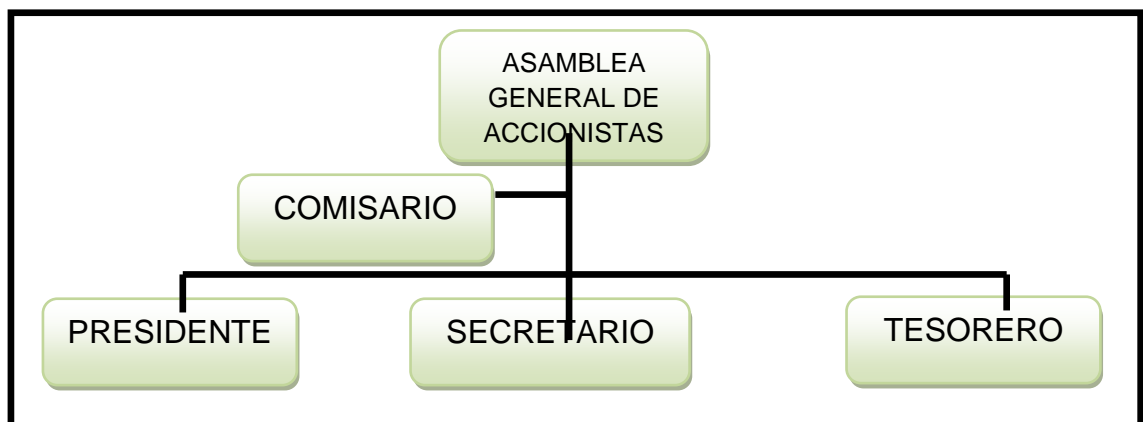 ASAMBLEA
GENERAL DE
ACCIONISTAS
COMISARIO
PRESIDENTE
SECRETARIO
TESORERO